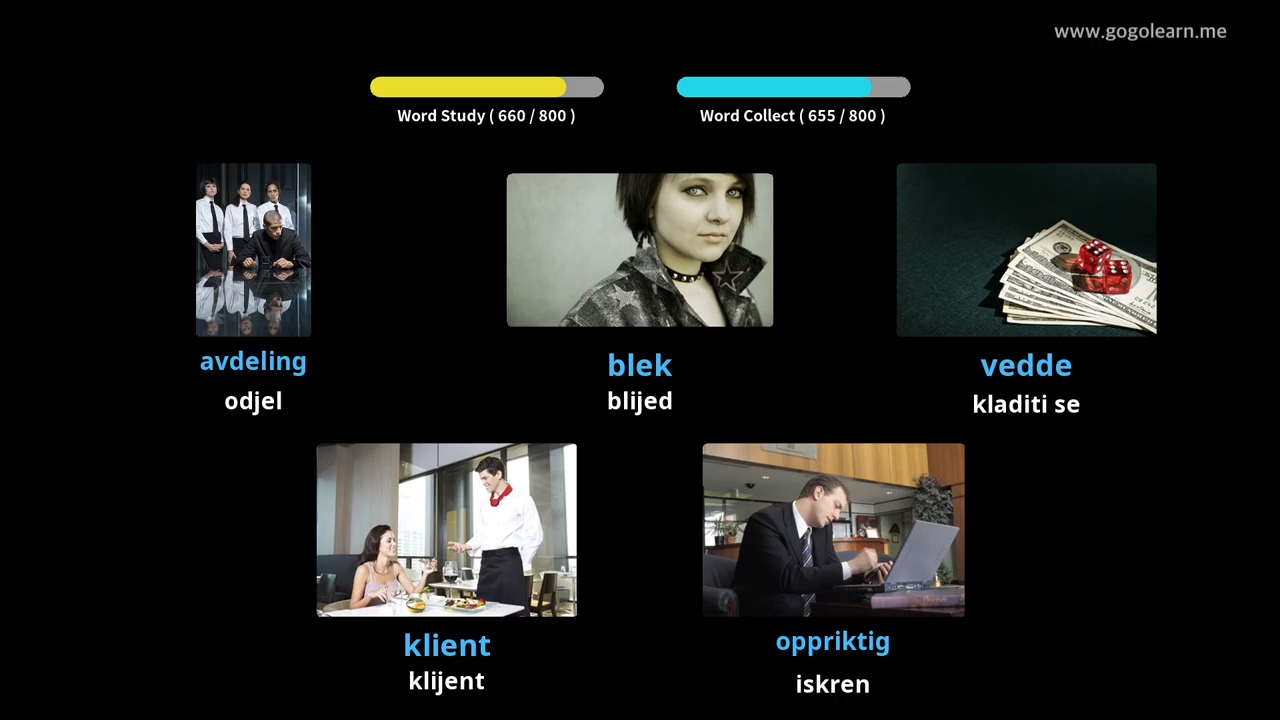 www.gogolearn.me
Word Study ( 660 / 800 )
Word Collect ( 655 / 800 )
avdeling
odjel
blek
blijed
vedde
kladiti se
klient
klijent
oppriktig
iskren